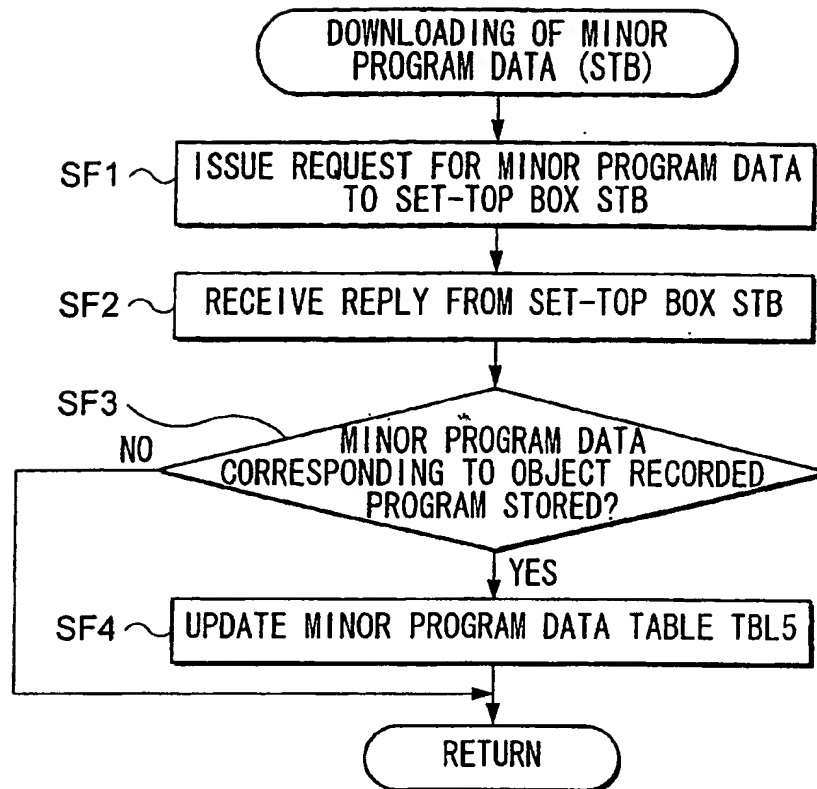 DOWNLOADING OF MINOR
PROGRAM DATA (STB)
SF1
ISSUE REQUEST FOR MINOR PROGRAM DATA
TO SET-TOP BOX STB
SF2
RECEIVE REPLY FROM SET-TOP BOX STB
SF3
NO
MINOR PROGRAM DATA
CORRESPONDING TO OBJECT RECORDED
PROGRAM STORED?
YES
SF4
UPDATE MINOR PROGRAM DATA TABLE TBL5
RETURN